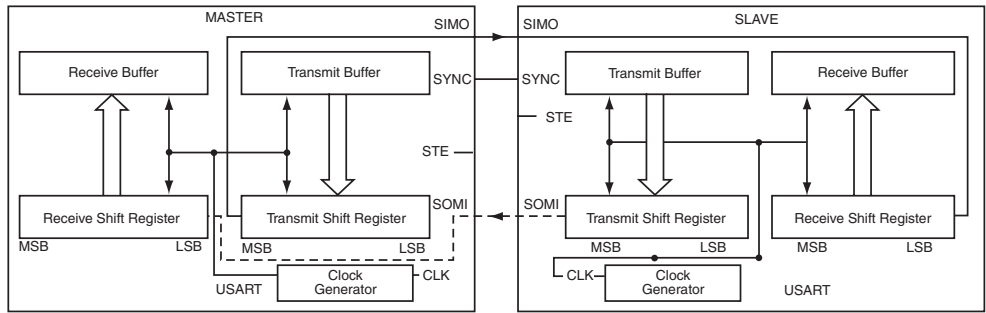 MASTER
SIMO
Receive Buffer
Transmit Buffer
SYNC
STE
SOMI
Receive Shift Register
Transmit Shift Register
MSB
LSB
MSB
LSB
USART
Clock
Generator
CLK
SLAVE
SIMO
Transmit Buffer
Receive Buffer
SYNC
STE
SOMI
Transmit Shift Register
Receive Shift Register
MSB
LSB
MSB
LSB
CLK
Clock
Generator
USART